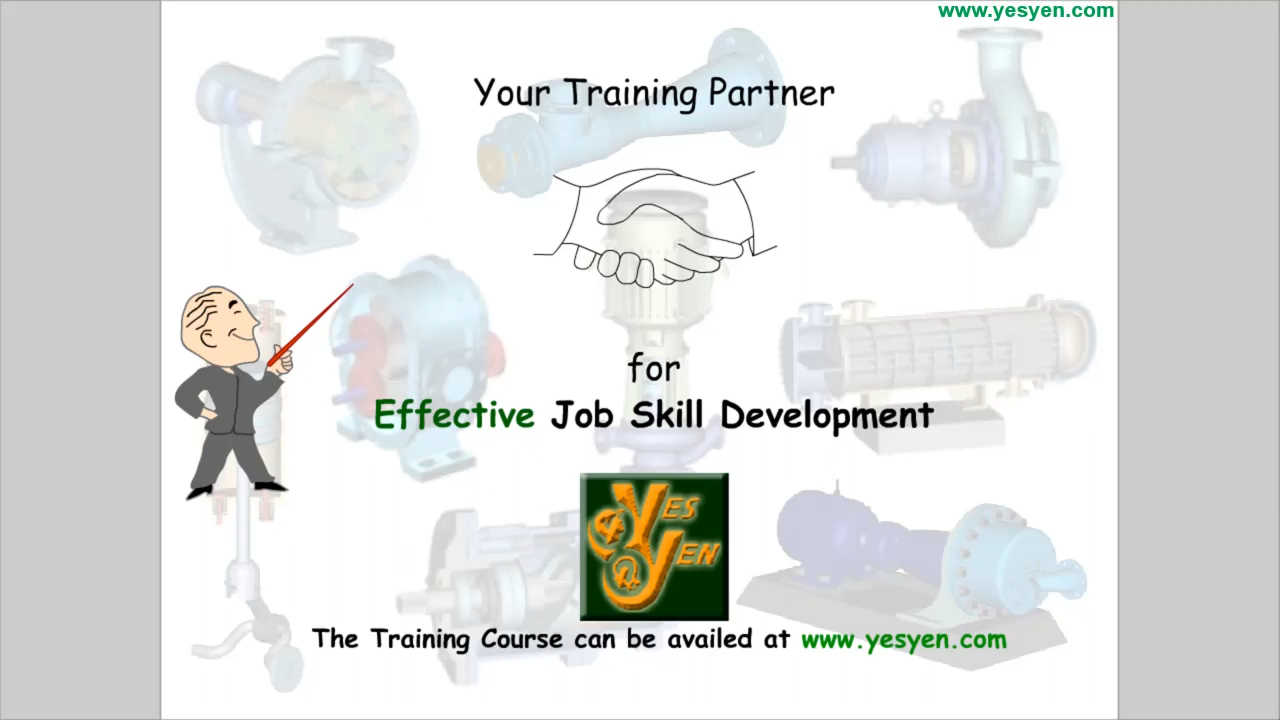 www.yesyen.com
Your Training Partner
for
Effective Job Skill Development
YES
YEN
The Training Course can be availed at www.yesyen.com